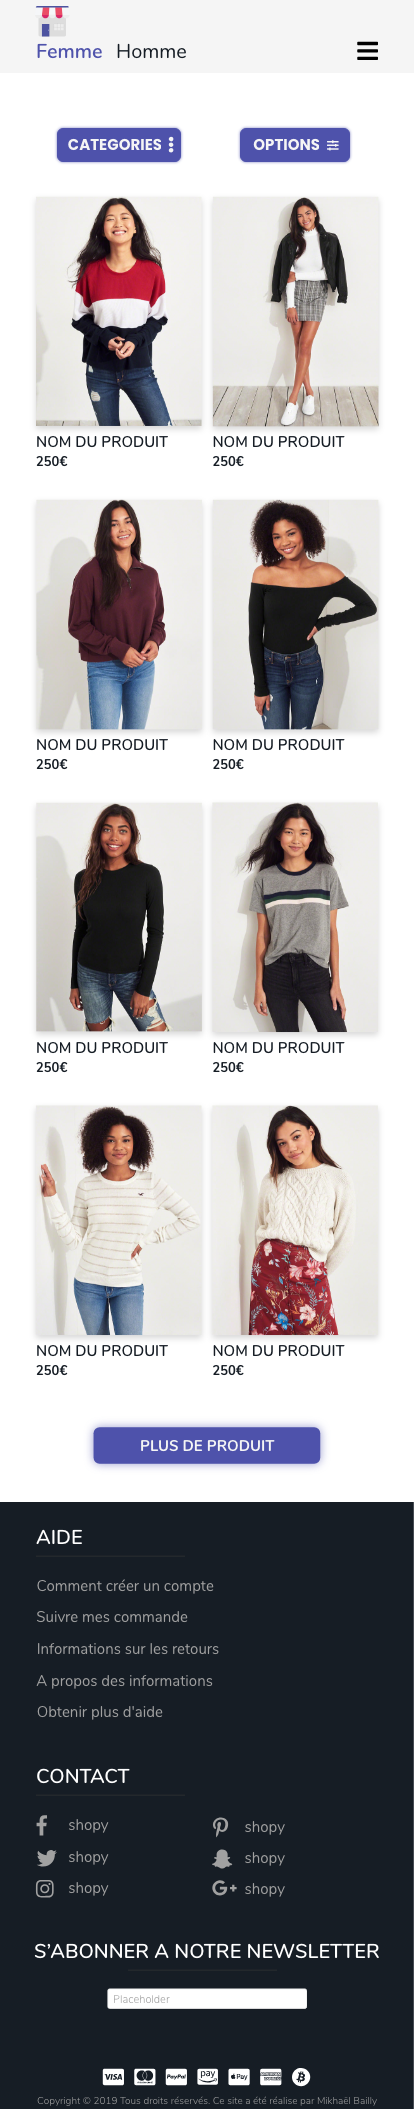 Femme Homme
CATEGORIES OPTIONS
NOM DU PRODUIT NOM DU PRODUIT
250€ 250€
NOM DU PRODUIT NOM DU PRODUIT
250€ 250€
NOM DU PRODUIT NOM DU PRODUIT
250€ 250€
NOM DU PRODUIT NOM DU PRODUIT
250€ 250€
PLUS DE PRODUIT
AIDE
Comment créer un compte
Suivre mes commande
Informations sur les retours
A propos des informations
Obtenir plus d'aide
CONTACT
shopy shopy
shopy shopy
shopy shopy
S’ABONNER A NOTRE NEWSLETTER
Placeholder
VISA PayPal pay Pay
Copyright © 2019 Tous droits réservés. Ce site a été réalise par Mikhaël Bailly